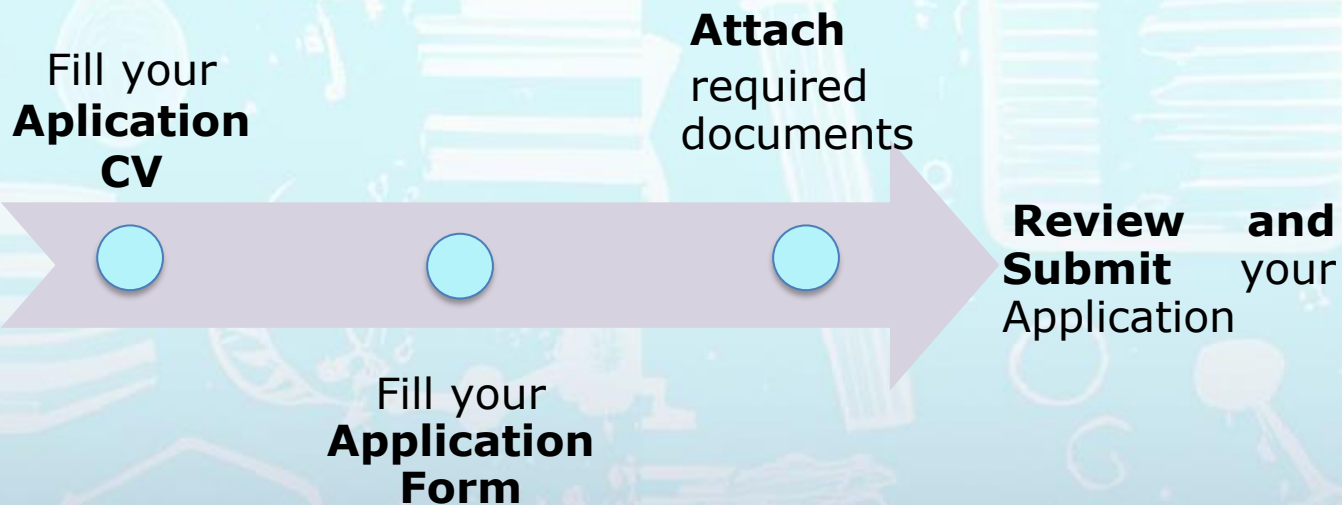 Fill your
Aplication
CV
Fill your
Application
Form
Attach
required
documents
Review and
Submit your
Application